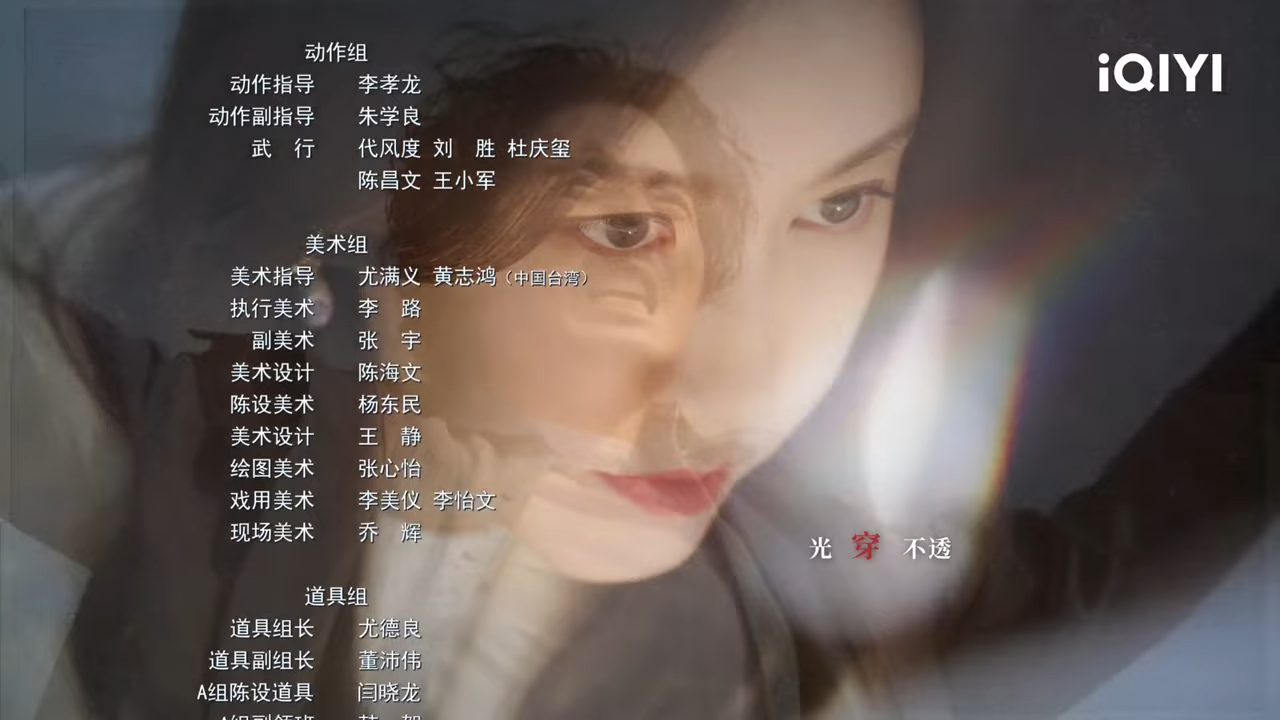 iQIYI
动作组
动作指导 李孝龙
动作副指导 朱学良
武 行 代风度 刘 胜 杜庆玺
陈昌文 王小军
美术组
美术指导 尤满义 黄志鸿（中国台湾）
执行美术 李 路
副美术 张 宇
美术设计 陈海文
陈设美术 杨东民
美术设计 王 静
绘图美术 张心怡
戏用美术 李美仪 李怡文
现场美术 乔 辉
光 穿 不透
道具组
道具组长 尤德良
道具副组长 董沛伟
A组陈设道具 闫晓龙